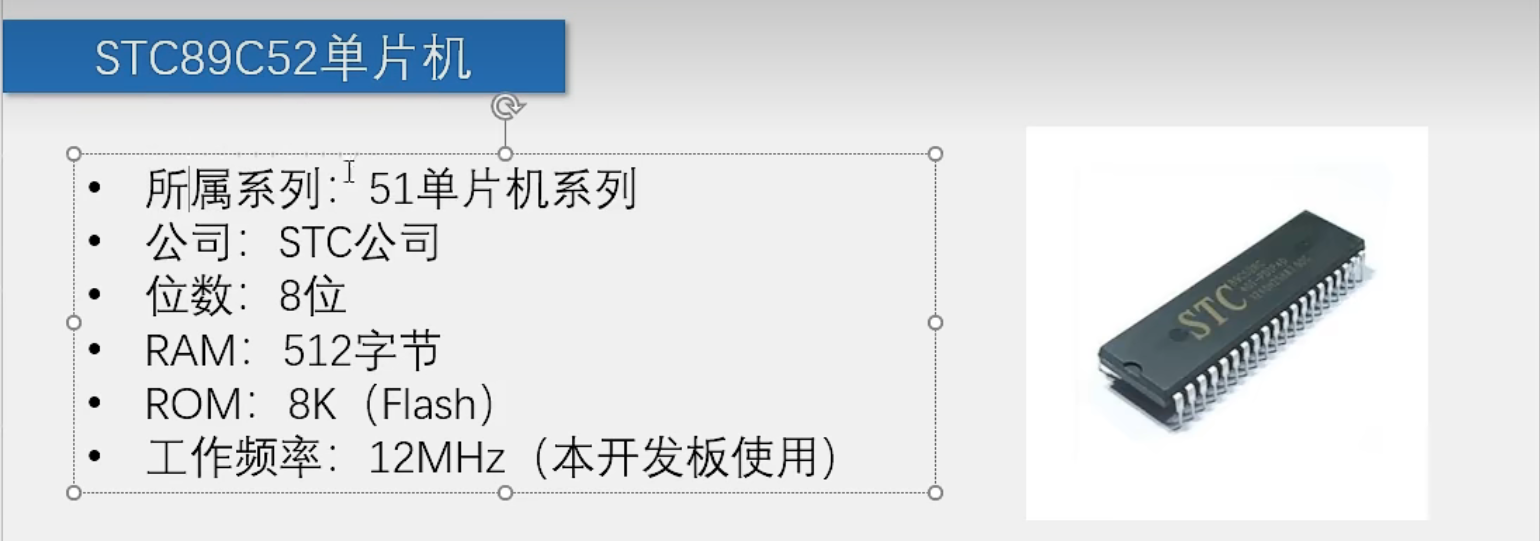 STC89C52单片机
• 所属系列：51单片机系列
• 公司：STC公司
• 位数：8位
• RAM：512字节
• ROM：8K（Flash）
• 工作频率：12MHz（本开发板使用）
STC